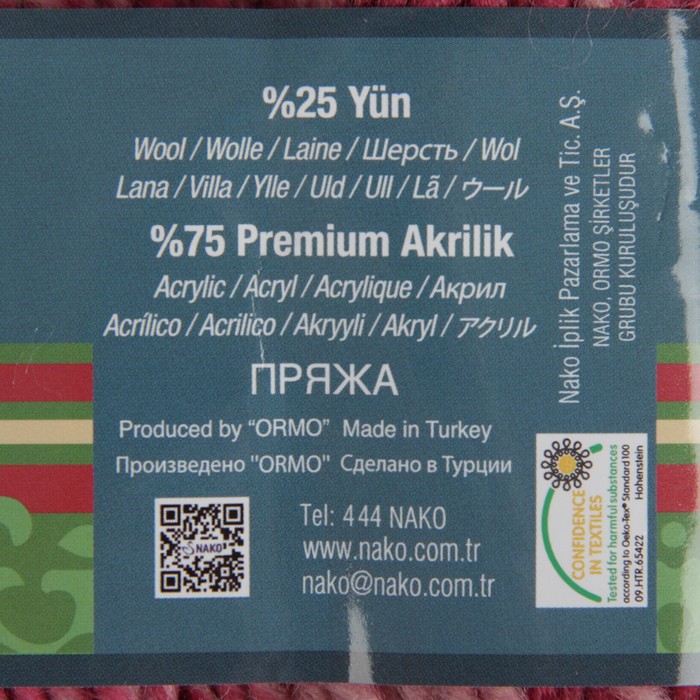 %25 Yün
Wool / Wolle / Laine / Шерсть / Wol
Lana / Villa / Ylle / Uld / Ull / Lã / ウール
%75 Premium Akrilik
Acrylic / Acryl / Acrylique / Акрил
Acrílico / Acrilico / Akryyli / Akryl / アクリル
ПРЯЖА
Produced by “ORMO” Made in Turkey
Произведено "ORMO" Сделано в Турции
NAKO
Tel: 444 NAKO
www.nako.com.tr
nako@nako.com.tr
Nako İplik Pazarlama ve Tic. A.Ş.
NAKO, ORMO ŞİRKETLER
GRUBU KURULUŞUDUR
CONFIDENCE
IN TEXTILES
Tested for harmful substances
according to Oeko-Tex® Standard 100
09.HTR.65422 Hohenstein